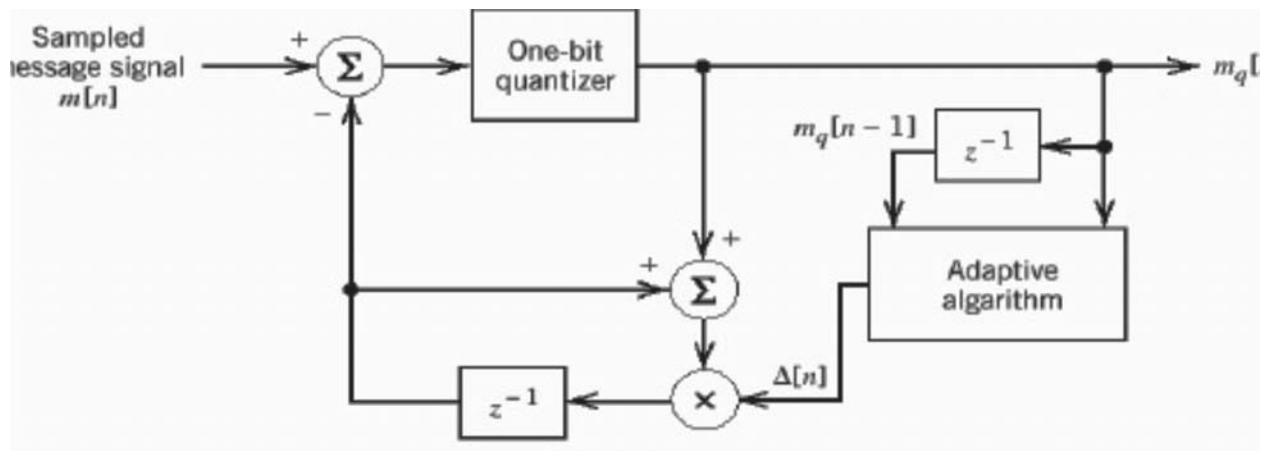 Sampled
essage signal
m[n]
+
Σ
−
One-bit
quantizer
m_q[
m_q[n − 1]
z^−1
+
+
Σ
Adaptive
algarithm
Δ[n]
×
z^−1